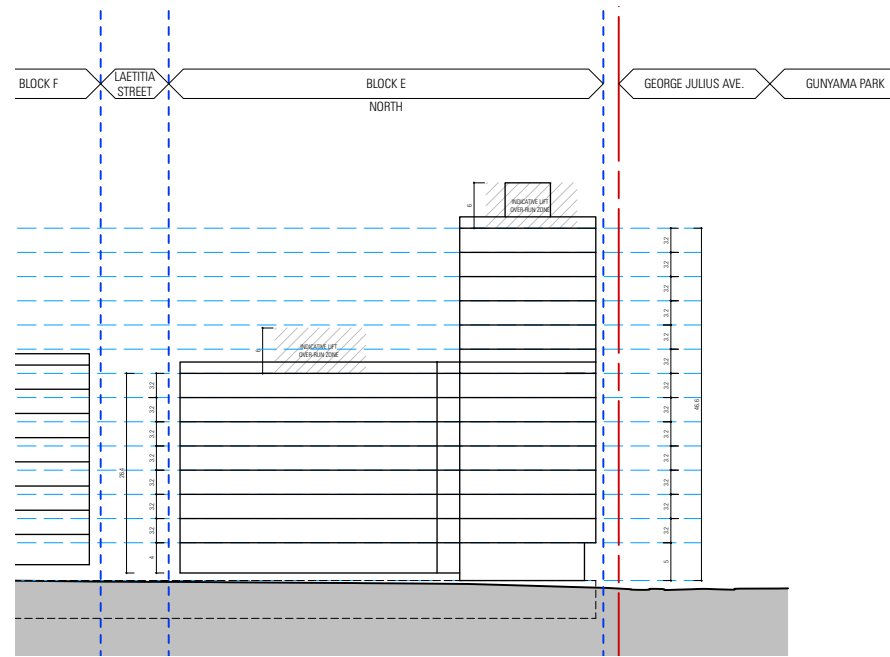 BLOCK F
LAETITIA
STREET
BLOCK E
GEORGE JULIUS AVE.
GUNYAMA PARK
NORTH
6
INDICATIVE LIFT
OVER-RUN ZONE
6
INDICATIVE LIFT
OVER-RUN ZONE
26.4
3.2
3.2
3.2
3.2
3.2
3.2
3.2
4
3.2
3.2
3.2
3.2
3.2
3.2
3.2
3.2
3.2
3.2
3.2
3.2
3.2
5
46.6